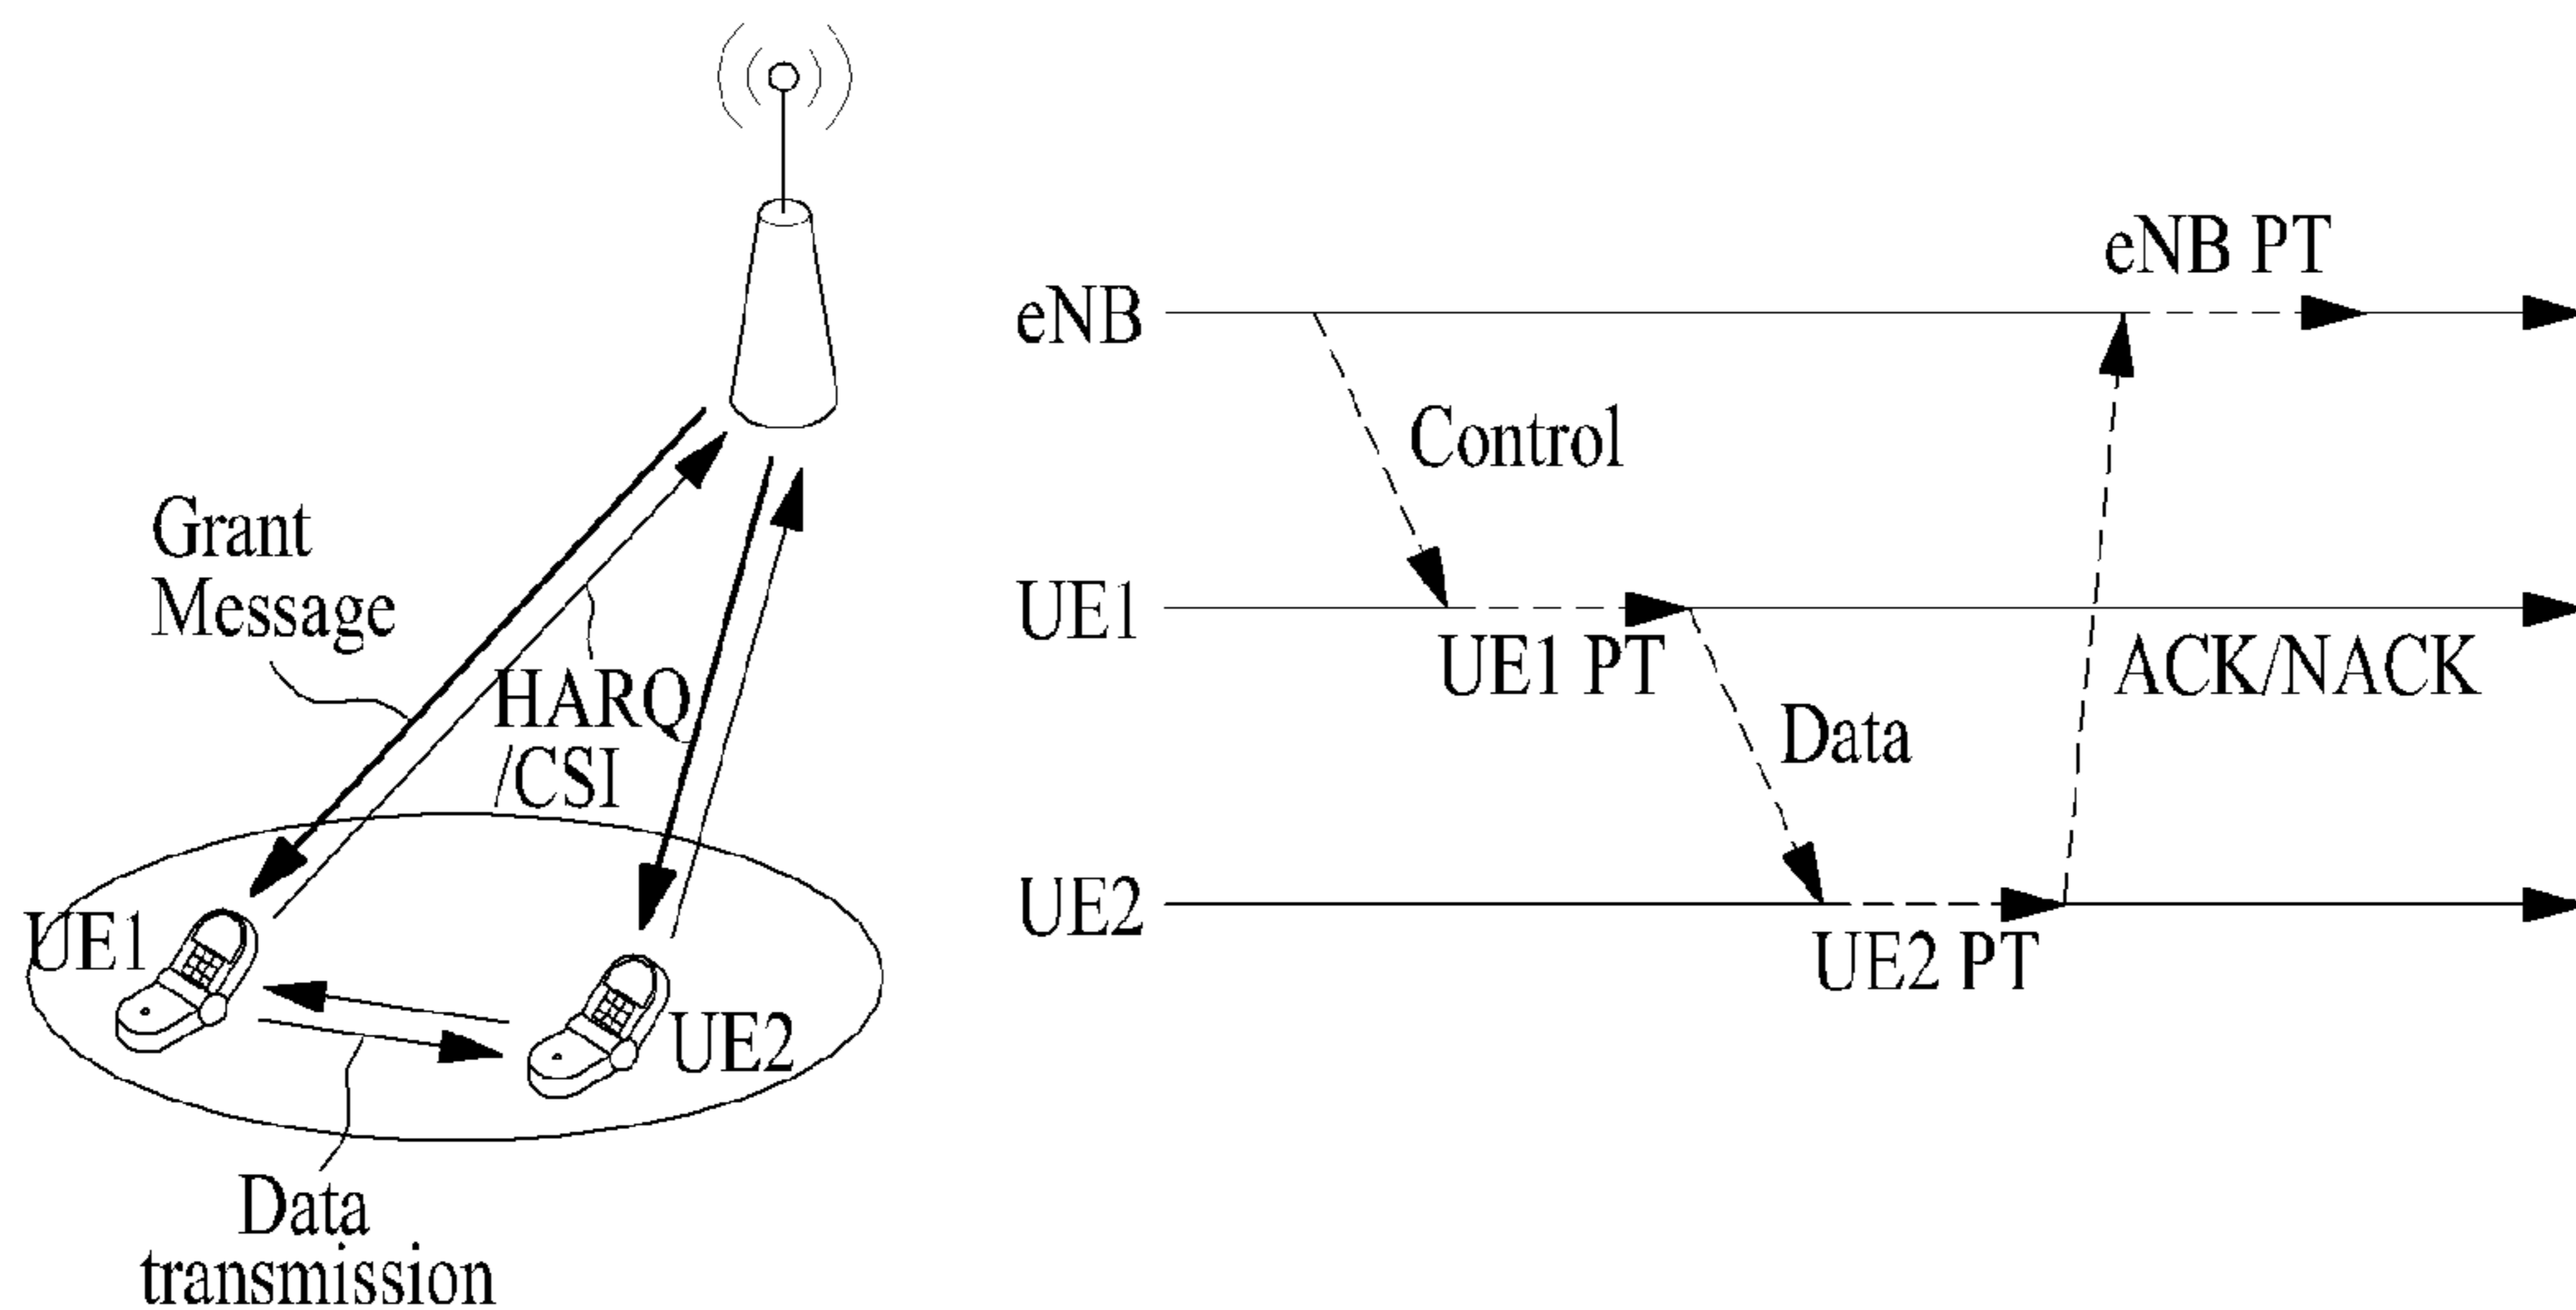 Grant
Message
HARQ
/CSI
UE1
UE2
Data
transmission
eNB
eNB PT
Control
UE1
UE1 PT
ACK/NACK
Data
UE2
UE2 PT